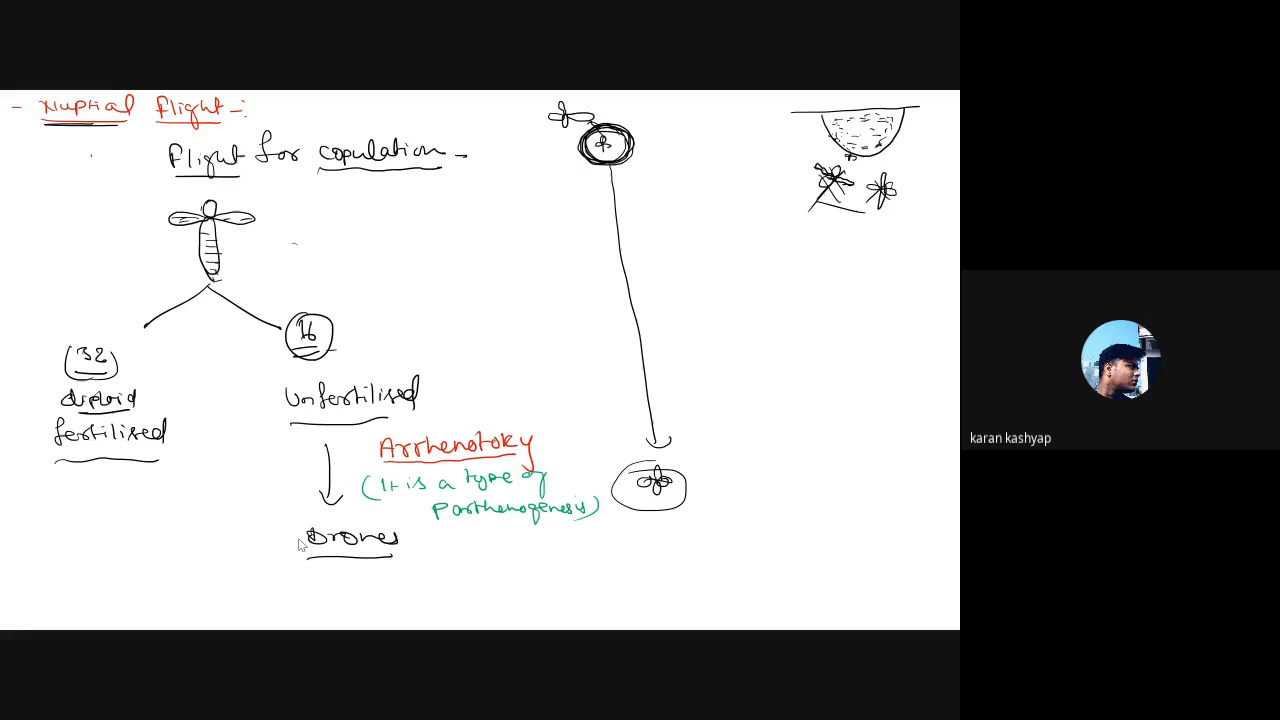 - Nuptial flight -:
flight for copulation -
(32)
diploid
fertilised
16
Unfertilised
Arrhenotoky
(It is a type of
Parthenogenesis)
Drones
karan kashyap